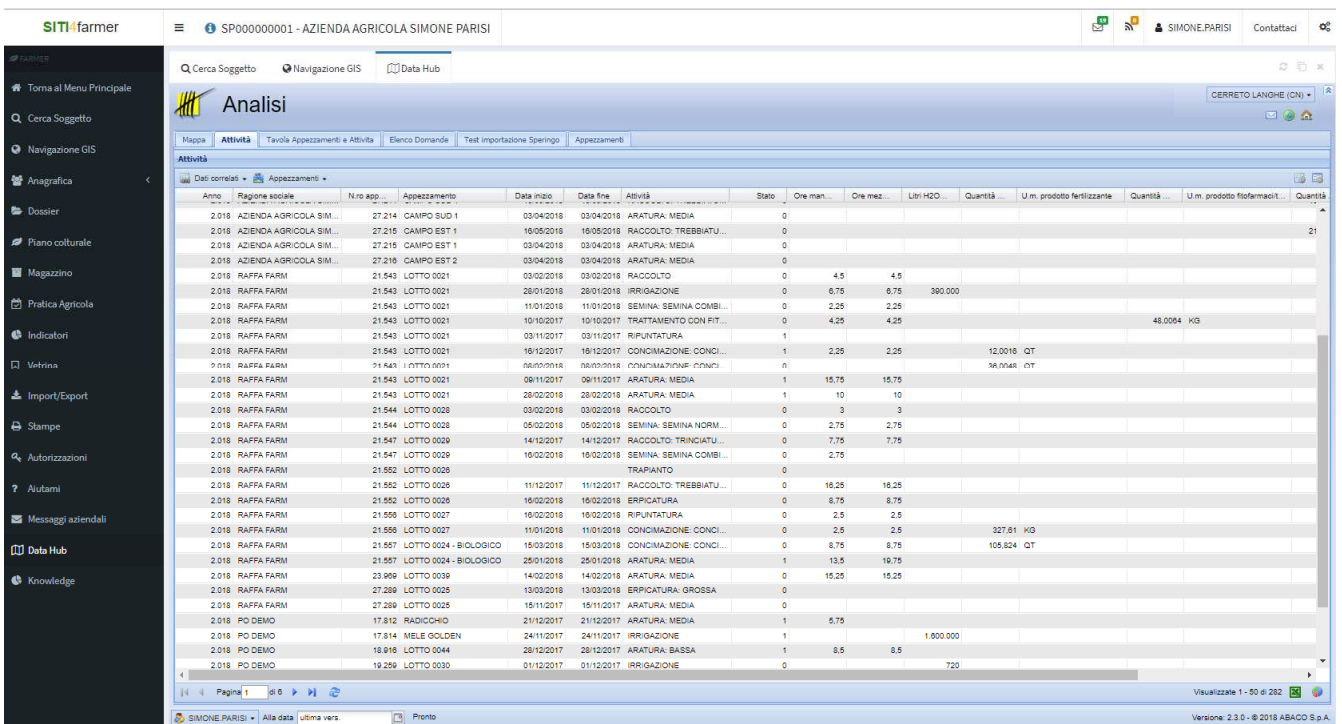 SITI4farmer
SP000000001 - AZIENDA AGRICOLA SIMONE PARISI
19
0
SIMONE.PARISI
Contattaci
FARMER
Torna al Menu Principale
Cerca Soggetto
Navigazione GIS
Anagrafica
Dossier
Piano colturale
Magazzino
Pratica Agricola
Indicatori
Vetrina
Import/Export
Stampe
Autorizzazioni
Aiutami
Messaggi aziendali
Data Hub
Knowledge
Cerca Soggetto Navigazione GIS Data Hub
Analisi
CERRETO LANGHE (CN)
Mappa Attività Tavola Appezzamenti e Attivita Elenco Domande Test importazione Speringo Appezzamenti
Attività
Dati correlati Appezzamenti
Anno Ragione sociale N.ro app... Appezzamento Data inizio Data fine Attività Stato Ore man... Ore mez... Litri H2O... Quantità ... U.m. prodotto fertilizzante Quantità ... U.m. prodotto fitofarmaci/t... Quantità
2.018 AZIENDA AGRICOLA SIM... 27.214 CAMPO SUD 1 03/04/2018 03/04/2018 ARATURA: MEDIA 0
2.018 AZIENDA AGRICOLA SIM... 27.215 CAMPO EST 1 16/05/2018 16/05/2018 RACCOLTO: TREBBIATU... 0 21
2.018 AZIENDA AGRICOLA SIM... 27.215 CAMPO EST 1 03/04/2018 03/04/2018 ARATURA: MEDIA 0
2.018 AZIENDA AGRICOLA SIM... 27.216 CAMPO EST 2 03/04/2018 03/04/2018 ARATURA: MEDIA 0
2.018 RAFFA FARM 21.543 LOTTO 0021 03/02/2018 03/02/2018 RACCOLTO 0 4,5 4,5
2.018 RAFFA FARM 21.543 LOTTO 0021 28/01/2018 28/01/2018 IRRIGAZIONE 0 6,75 6,75 390.000
2.018 RAFFA FARM 21.543 LOTTO 0021 11/01/2018 11/01/2018 SEMINA: SEMINA COMBI... 0 2,25 2,25
2.018 RAFFA FARM 21.543 LOTTO 0021 10/10/2017 10/10/2017 TRATTAMENTO CON FIT... 0 4,25 4,25 48,0064 KG
2.018 RAFFA FARM 21.543 LOTTO 0021 03/11/2017 03/11/2017 RIPUNTATURA 1
2.018 RAFFA FARM 21.543 LOTTO 0021 16/12/2017 16/12/2017 CONCIMAZIONE: CONCI... 1 2,25 2,25 12,0016 QT
2.018 RAFFA FARM 21.543 LOTTO 0021 08/02/2018 08/02/2018 CONCIMAZIONE: CONCI... 0 36,0048 QT
2.018 RAFFA FARM 21.543 LOTTO 0021 09/11/2017 09/11/2017 ARATURA: MEDIA 1 15,75 15,75
2.018 RAFFA FARM 21.543 LOTTO 0021 28/02/2018 28/02/2018 ARATURA: MEDIA 1 10 10
2.018 RAFFA FARM 21.544 LOTTO 0028 03/02/2018 03/02/2018 RACCOLTO 0 3 3
2.018 RAFFA FARM 21.544 LOTTO 0028 05/02/2018 05/02/2018 SEMINA: SEMINA NORM... 0 2,75 2,75
2.018 RAFFA FARM 21.547 LOTTO 0029 14/12/2017 14/12/2017 RACCOLTO: TRINCIATU... 0 7,75 7,75
2.018 RAFFA FARM 21.547 LOTTO 0029 16/02/2018 16/02/2018 SEMINA: SEMINA COMBI... 0 2,75
2.018 RAFFA FARM 21.552 LOTTO 0026 TRAPIANTO 0
2.018 RAFFA FARM 21.552 LOTTO 0026 11/12/2017 11/12/2017 RACCOLTO: TREBBIATU... 0 16,25 16,25
2.018 RAFFA FARM 21.552 LOTTO 0026 16/02/2018 16/02/2018 ERPICATURA 0 8,75 8,75
2.018 RAFFA FARM 21.556 LOTTO 0027 16/02/2018 16/02/2018 RIPUNTATURA 0 2,5 2,5
2.018 RAFFA FARM 21.556 LOTTO 0027 11/01/2018 11/01/2018 CONCIMAZIONE: CONCI... 0 2,5 2,5 327,61 KG
2.018 RAFFA FARM 21.557 LOTTO 0024 - BIOLOGICO 15/03/2018 15/03/2018 CONCIMAZIONE: CONCI... 0 8,75 8,75 105,824 QT
2.018 RAFFA FARM 21.557 LOTTO 0024 - BIOLOGICO 25/01/2018 25/01/2018 ARATURA: MEDIA 1 13,5 19,75
2.018 RAFFA FARM 23.969 LOTTO 0039 14/02/2018 14/02/2018 ARATURA: MEDIA 0 15,25 15,25
2.018 RAFFA FARM 27.289 LOTTO 0025 13/03/2018 13/03/2018 ERPICATURA: GROSSA 0
2.018 RAFFA FARM 27.289 LOTTO 0025 15/11/2017 15/11/2017 ARATURA: MEDIA 0
2.018 PO DEMO 17.812 RADICCHIO 21/12/2017 21/12/2017 ARATURA: MEDIA 1 5,75
2.018 PO DEMO 17.814 MELE GOLDEN 24/11/2017 24/11/2017 IRRIGAZIONE 1 1.600.000
2.018 PO DEMO 18.916 LOTTO 0044 28/12/2017 28/12/2017 ARATURA: BASSA 1 8,5 8,5
2.018 PO DEMO 19.259 LOTTO 0030 01/12/2017 01/12/2017 IRRIGAZIONE 0 720
Pagina 1 di 6
Visualizzate 1 - 50 di 282
SIMONE.PARISI Alla data ultima vers. Pronto
Versione: 2.3.0 - © 2018 ABACO S.p.A.